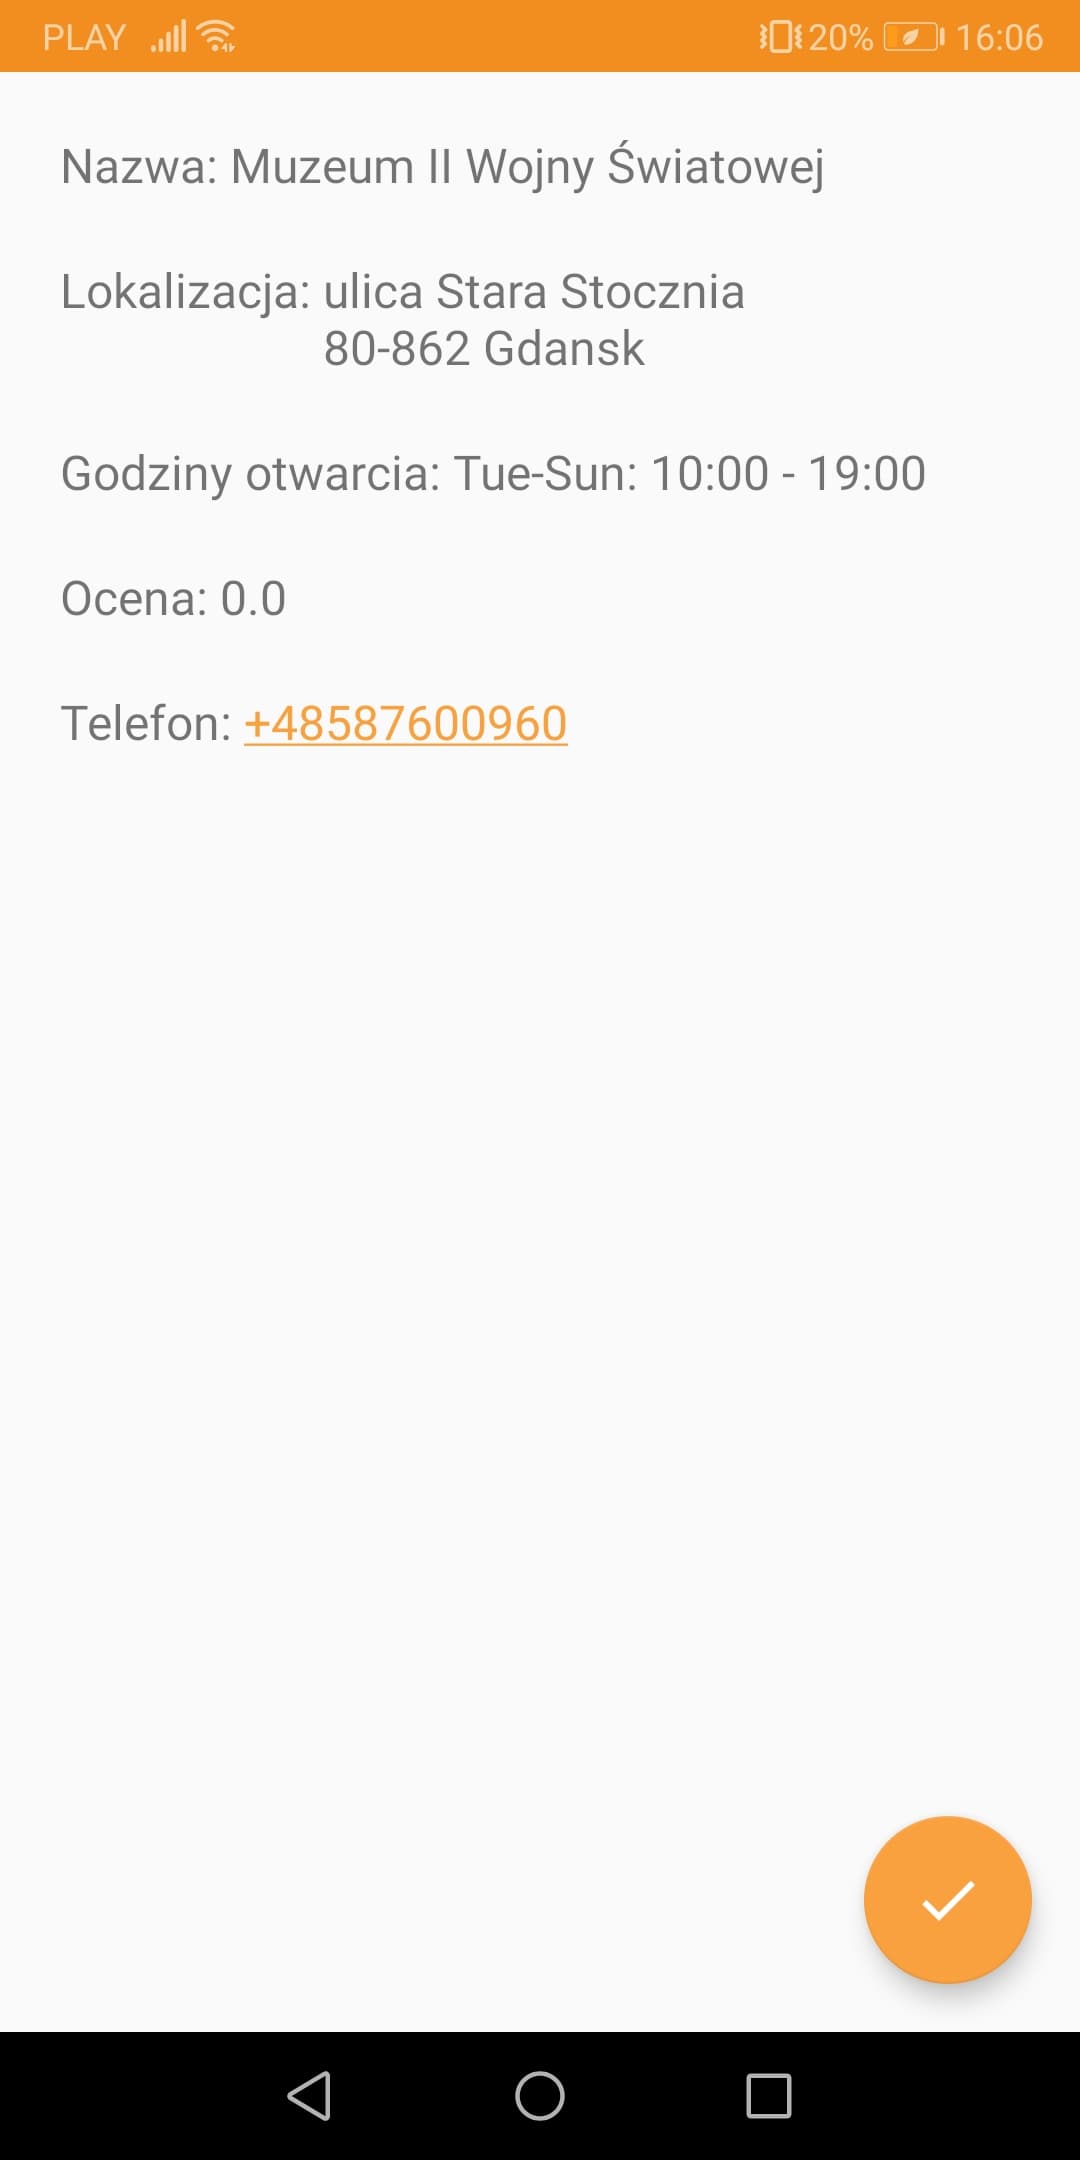 PLAY 20% 16:06
Nazwa: Muzeum II Wojny Światowej
Lokalizacja: ulica Stara Stocznia
80-862 Gdansk
Godziny otwarcia: Tue-Sun: 10:00 - 19:00
Ocena: 0.0
Telefon: +48587600960